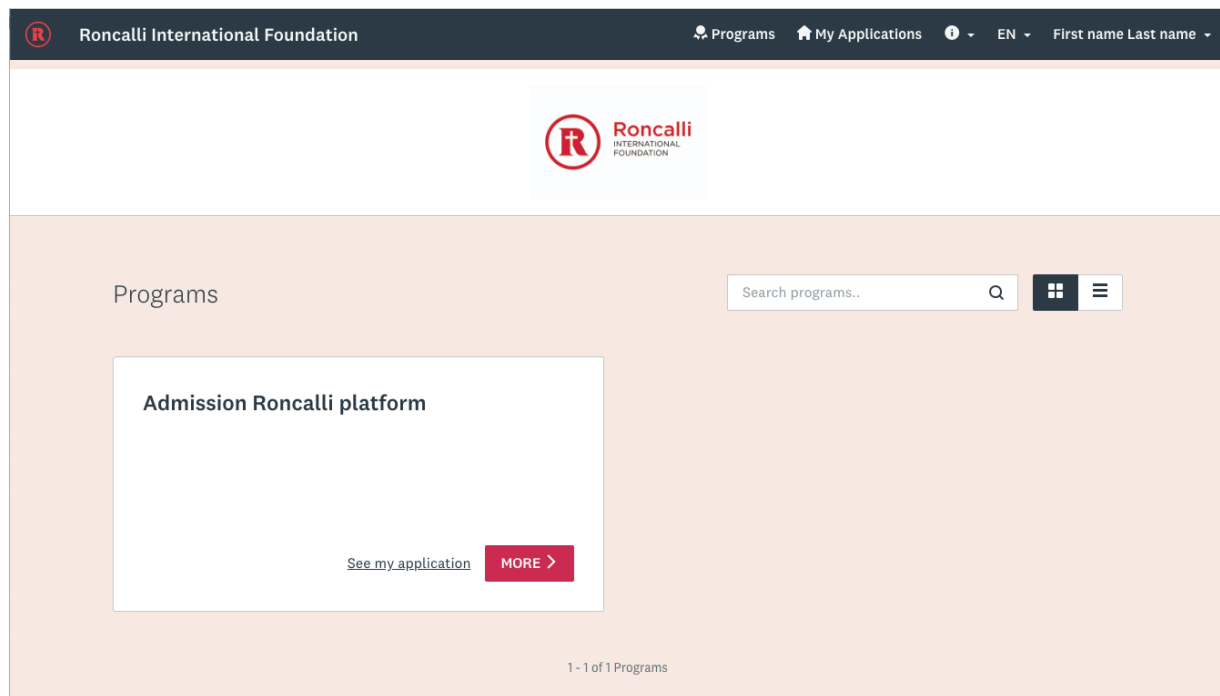 R Roncalli International Foundation Programs My Applications i EN First name Last name
R Roncalli
INTERNATIONAL
FOUNDATION
Programs Search programs..
Admission Roncalli platform
See my application MORE
1 - 1 of 1 Programs